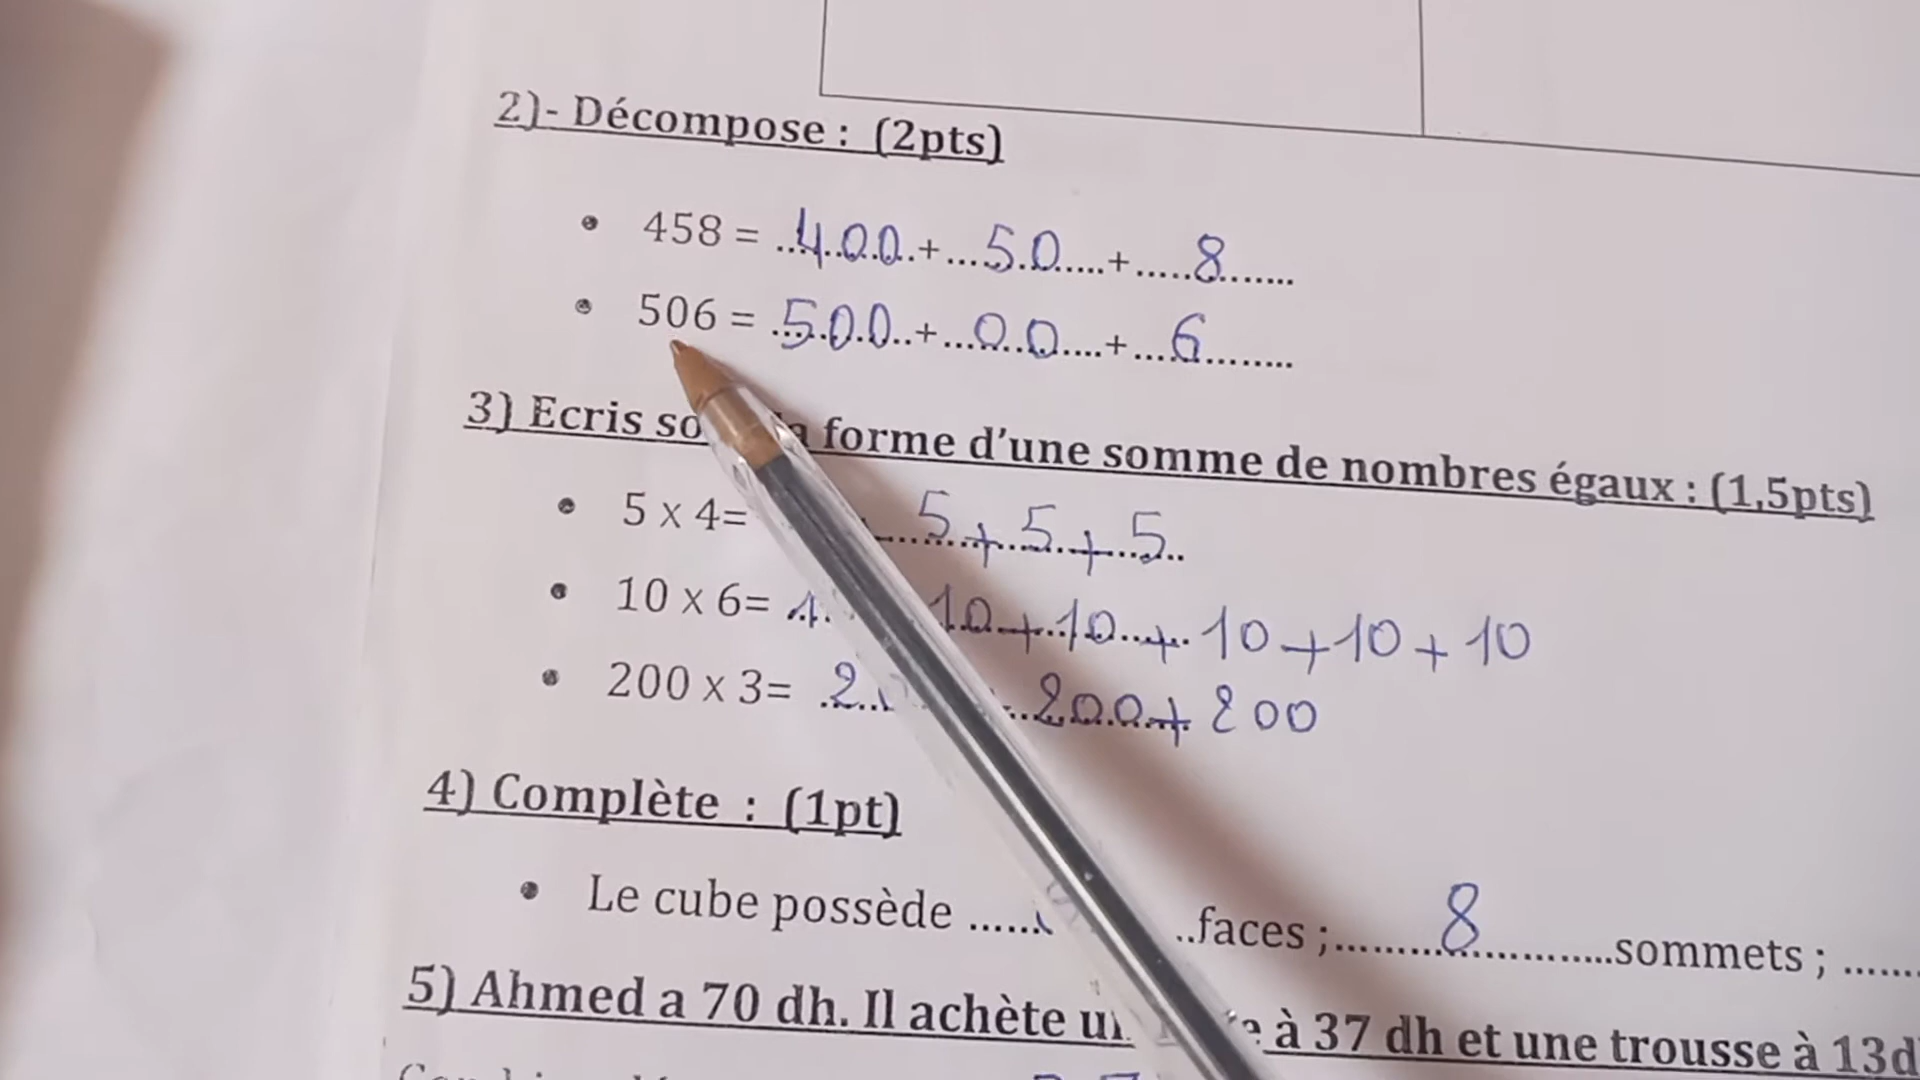 2)- Décompose : (2pts)
• 458 = ..400..+...50.....+.....8.......
• 506 = .500..+...00....+...6........
3) Ecris forme d'une somme de nombres égaux : (1,5pts)
• 5 x 4= 5+5+5..
• 10 x 6= 10+10+10+10+10
• 200 x 3= 200+200
4) Complète : (1pt)
• Le cube possède ...... ..faces ;.........8............sommets ; ......
5) Ahmed a 70 dh. Il achète à 37 dh et une trousse à 13d